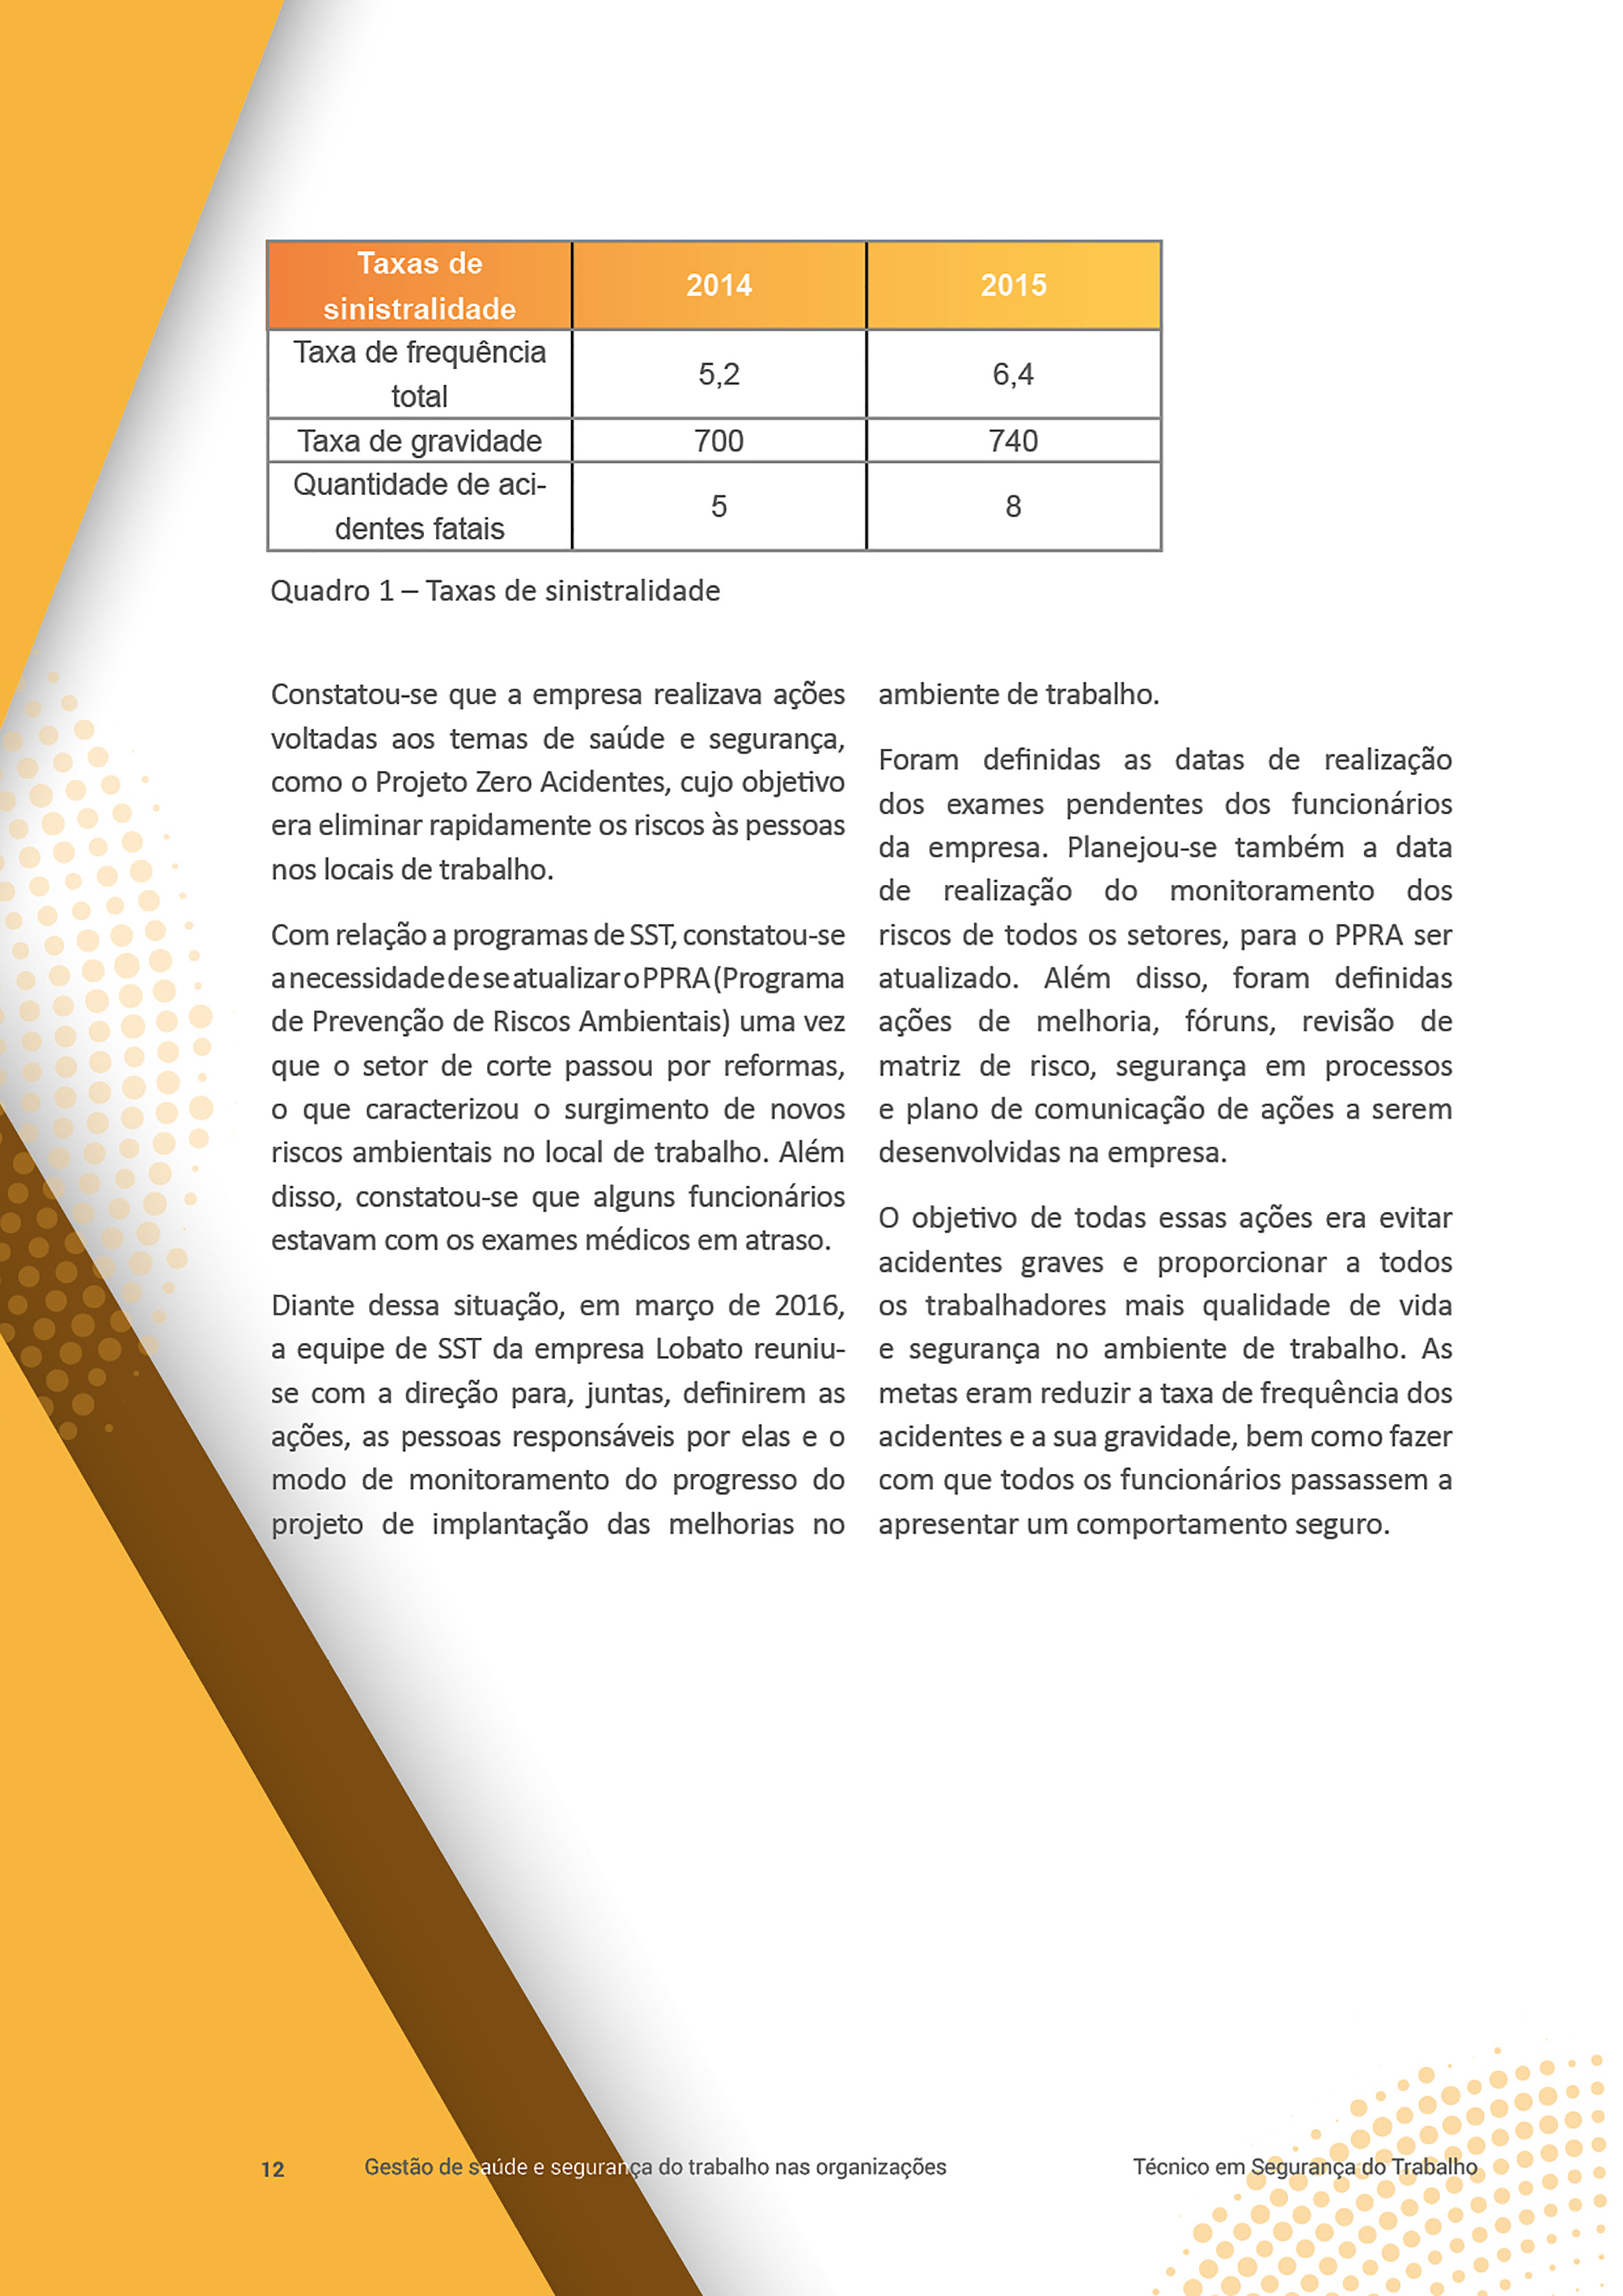 Taxas de
sinistralidade
2014
2015
Taxa de frequência
total
5,2
6,4
Taxa de gravidade
700
740
Quantidade de aci-
dentes fatais
5
8
Quadro 1 – Taxas de sinistralidade
Constatou-se que a empresa realizava ações
voltadas aos temas de saúde e segurança,
como o Projeto Zero Acidentes, cujo objetivo
era eliminar rapidamente os riscos às pessoas
nos locais de trabalho.
Com relação a programas de SST, constatou-se
a necessidade de se atualizar o PPRA (Programa
de Prevenção de Riscos Ambientais) uma vez
que o setor de corte passou por reformas,
o que caracterizou o surgimento de novos
riscos ambientais no local de trabalho. Além
disso, constatou-se que alguns funcionários
estavam com os exames médicos em atraso.
Diante dessa situação, em março de 2016,
a equipe de SST da empresa Lobato reuniu-
se com a direção para, juntas, definirem as
ações, as pessoas responsáveis por elas e o
modo de monitoramento do progresso do
projeto de implantação das melhorias no
ambiente de trabalho.
Foram definidas as datas de realização
dos exames pendentes dos funcionários
da empresa. Planejou-se também a data
de realização do monitoramento dos
riscos de todos os setores, para o PPRA ser
atualizado. Além disso, foram definidas
ações de melhoria, fóruns, revisão de
matriz de risco, segurança em processos
e plano de comunicação de ações a serem
desenvolvidas na empresa.
O objetivo de todas essas ações era evitar
acidentes graves e proporcionar a todos
os trabalhadores mais qualidade de vida
e segurança no ambiente de trabalho. As
metas eram reduzir a taxa de frequência dos
acidentes e a sua gravidade, bem como fazer
com que todos os funcionários passassem a
apresentar um comportamento seguro.
12
Gestão de saúde e segurança do trabalho nas organizações
Técnico em Segurança do Trabalho